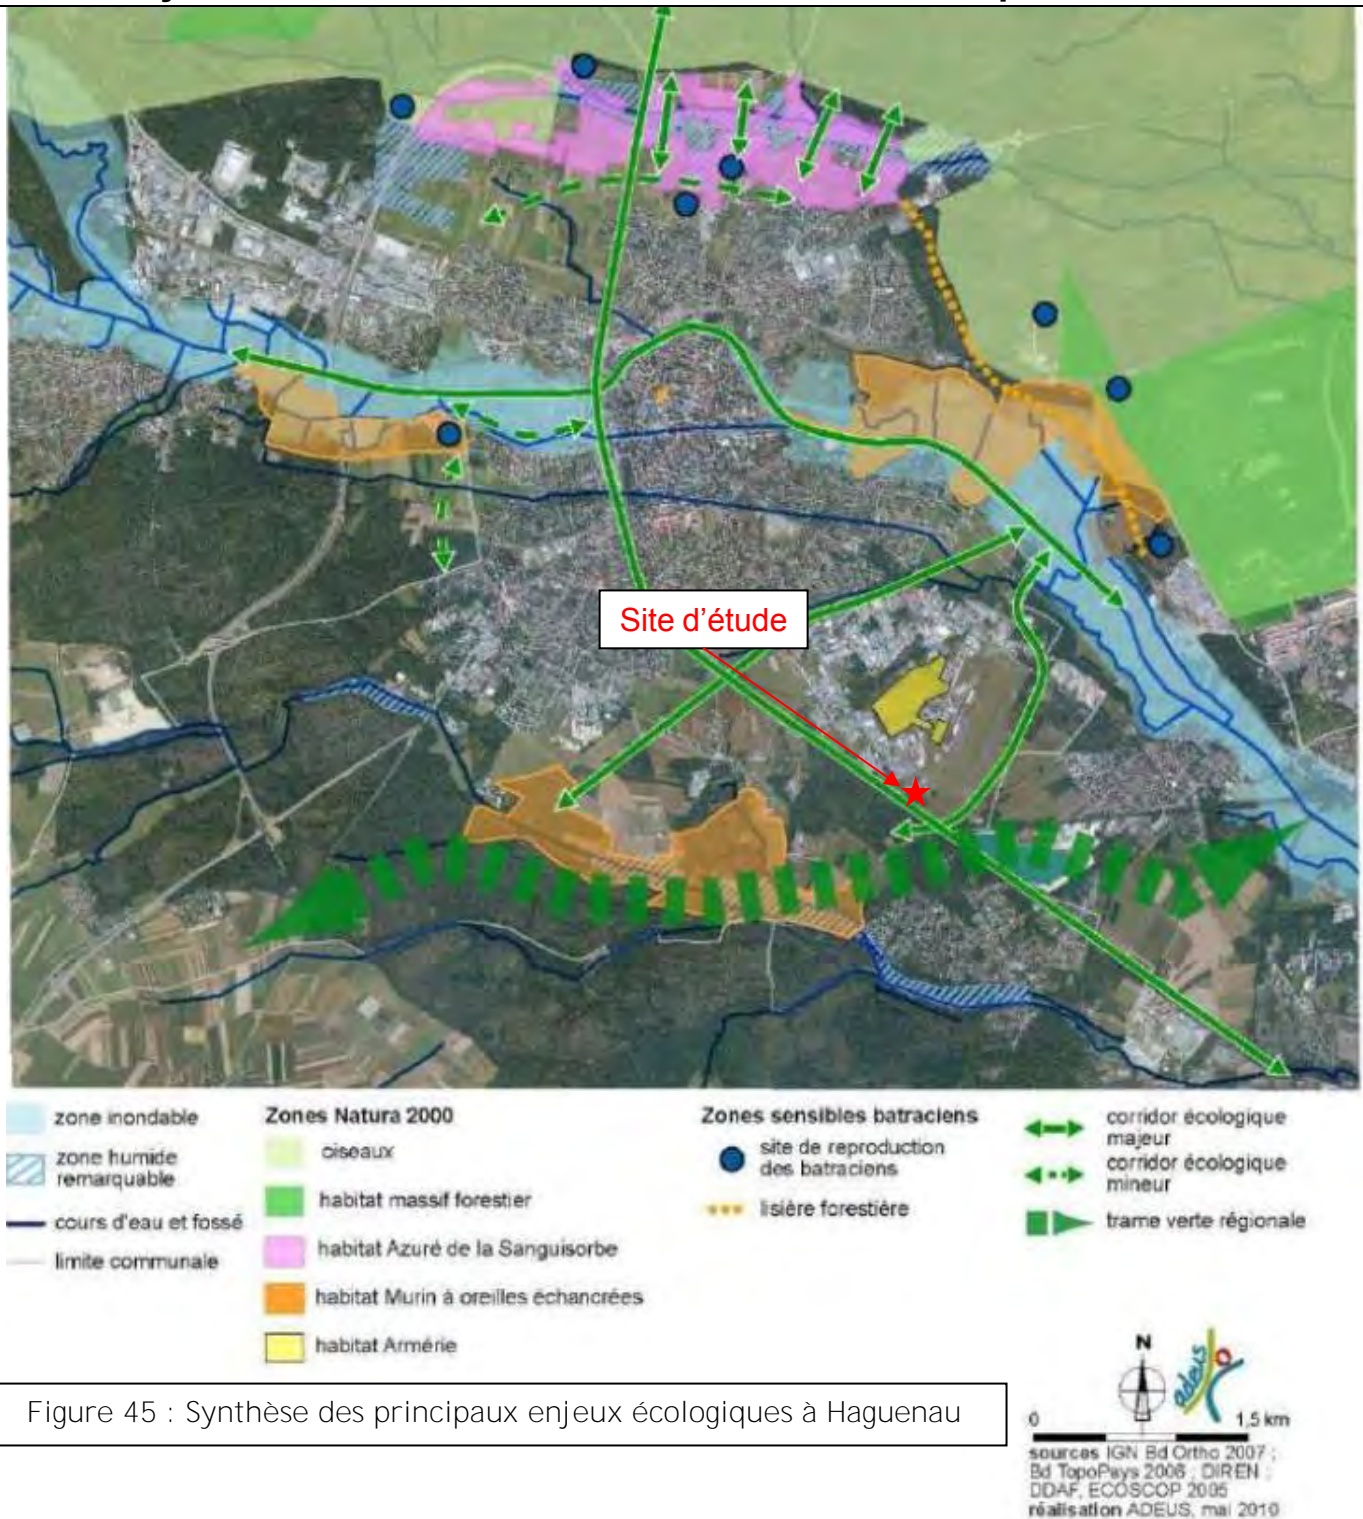 Site d'étude
zone inondable
zone humide
remarquable
cours d'eau et fossé
limite communale
Zones Natura 2000
oiseaux
habitat massif forestier
habitat Azuré de la Sanguisorbe
habitat Murin à oreilles échancrées
habitat Armérie
Zones sensibles batraciens
site de reproduction
des batraciens
lisière forestière
corridor écologique
majeur
corridor écologique
mineur
trame verte régionale
Figure 45 : Synthèse des principaux enjeux écologiques à Haguenau
N
adeus
0 1,5 km
sources IGN Bd Ortho 2007 ;
Bd TopoPays 2006 ; DIREN ;
DDAF, ECOSCOP 2005
réalisation ADEUS, mai 2010